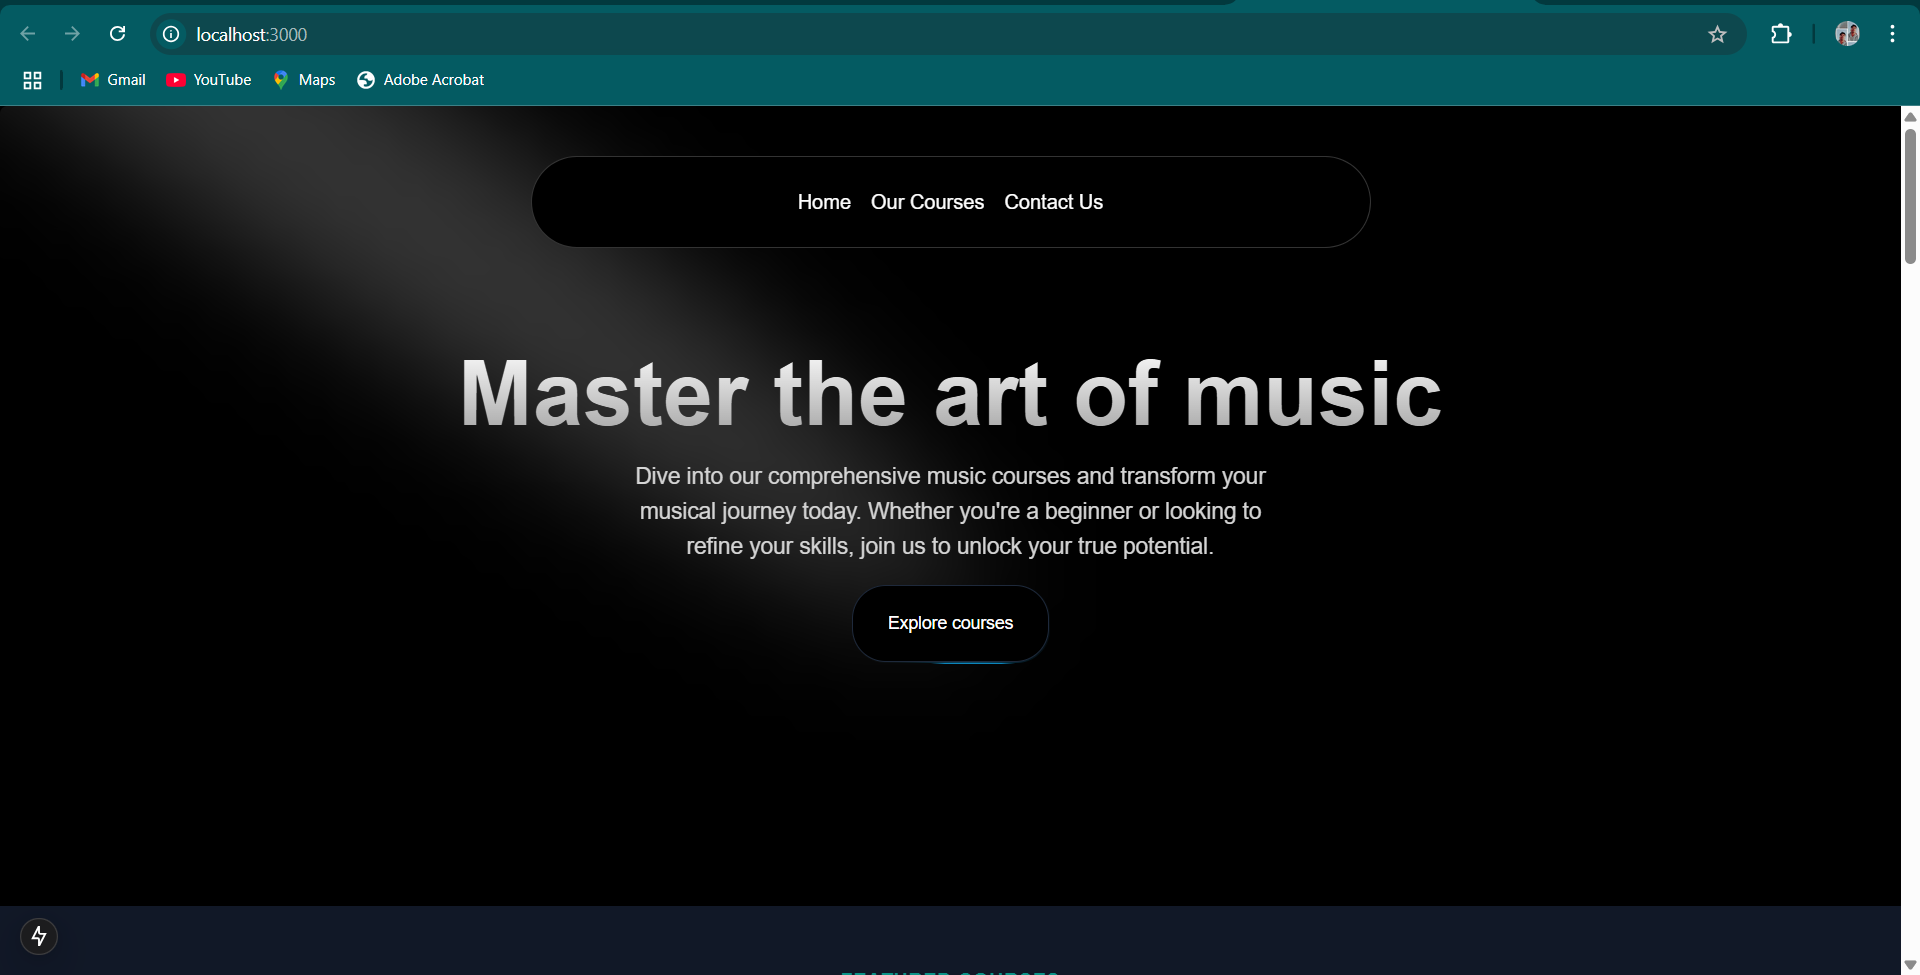 localhost:3000
Gmail
YouTube
Maps
Adobe Acrobat
Home
Our Courses
Contact Us
Master the art of music
Dive into our comprehensive music courses and transform your
musical journey today. Whether you're a beginner or looking to
refine your skills, join us to unlock your true potential.
Explore courses
FEATURED COURSES